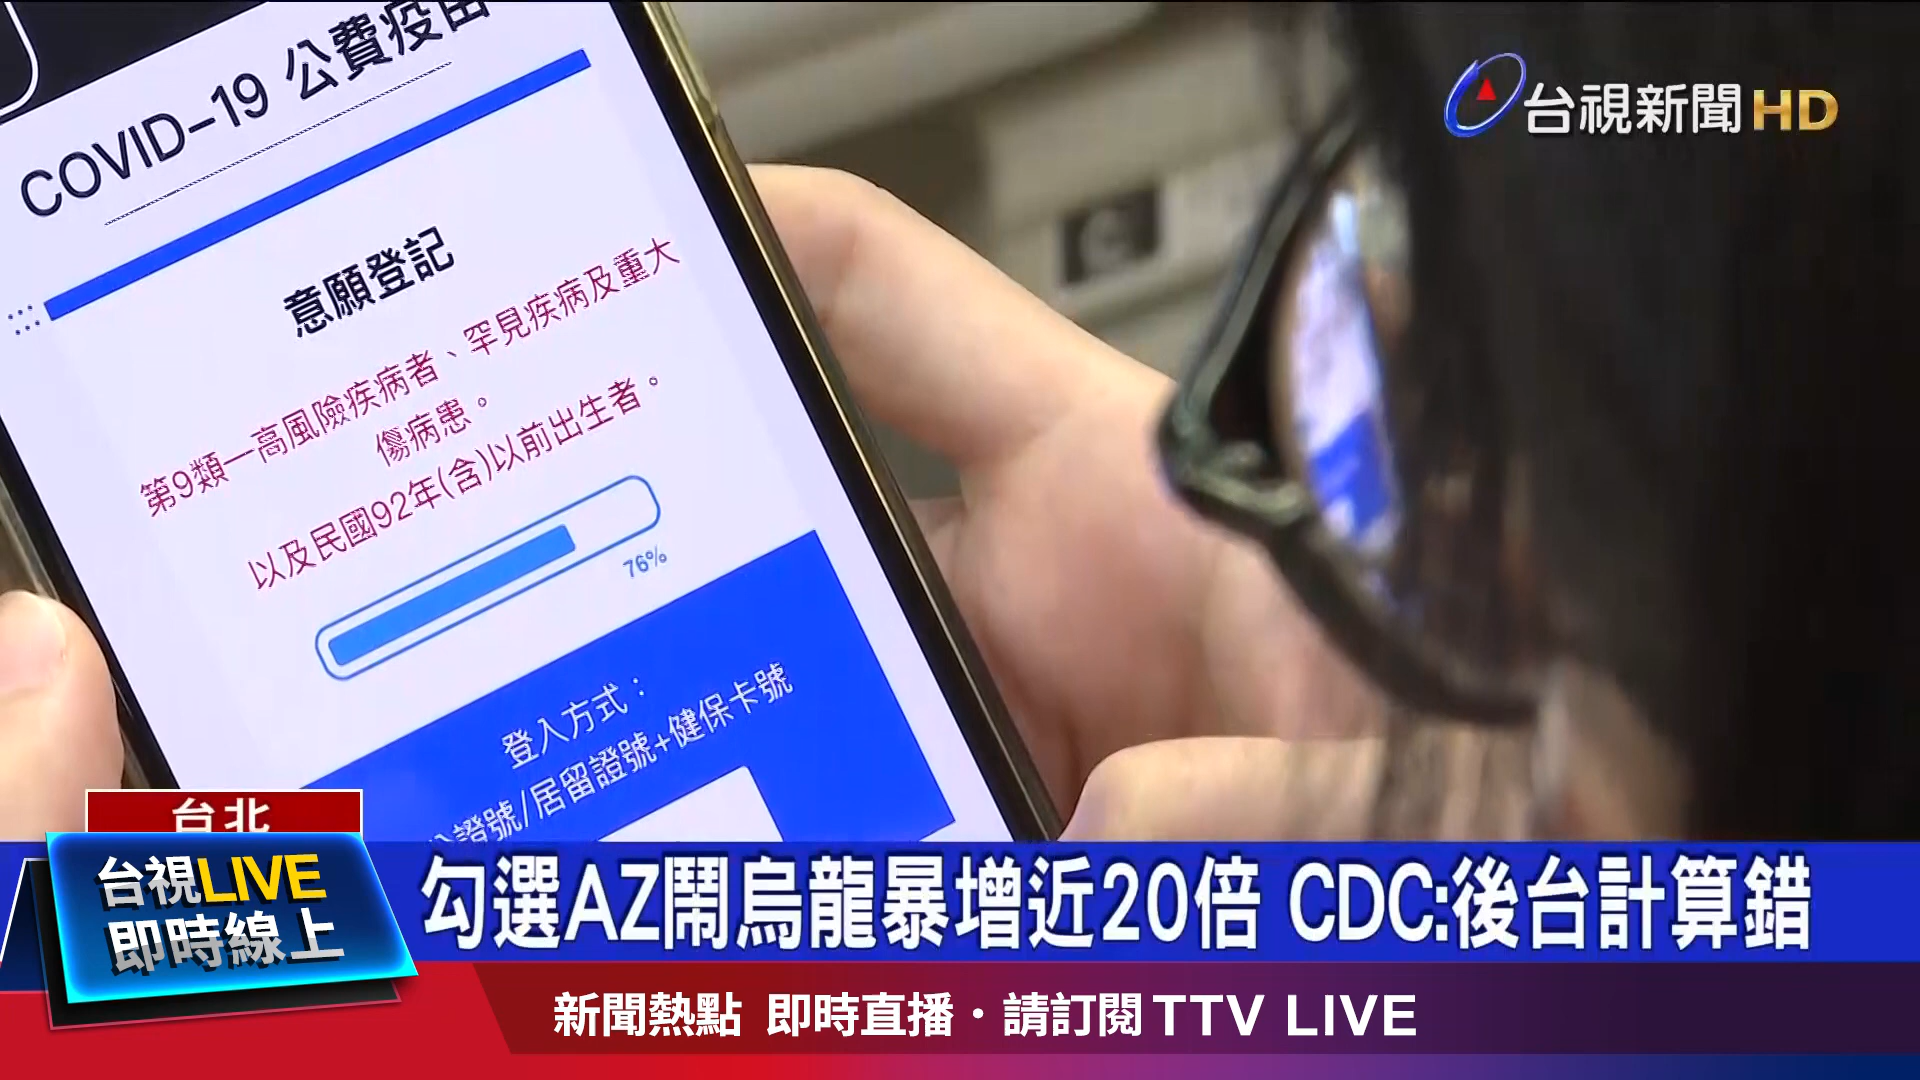 COVID-19 公費疫苗
意願登記
第9類—高風險疾病者、罕見疾病及重大
傷病患。
以及民國92年(含)以前出生者。
76%
登入方式：
證號/居留證號+健保卡號
台視新聞HD
台北
台視LIVE
即時線上
勾選AZ鬧烏龍暴增近20倍 CDC:後台計算錯
新聞熱點 即時直播·請訂閱TTV LIVE